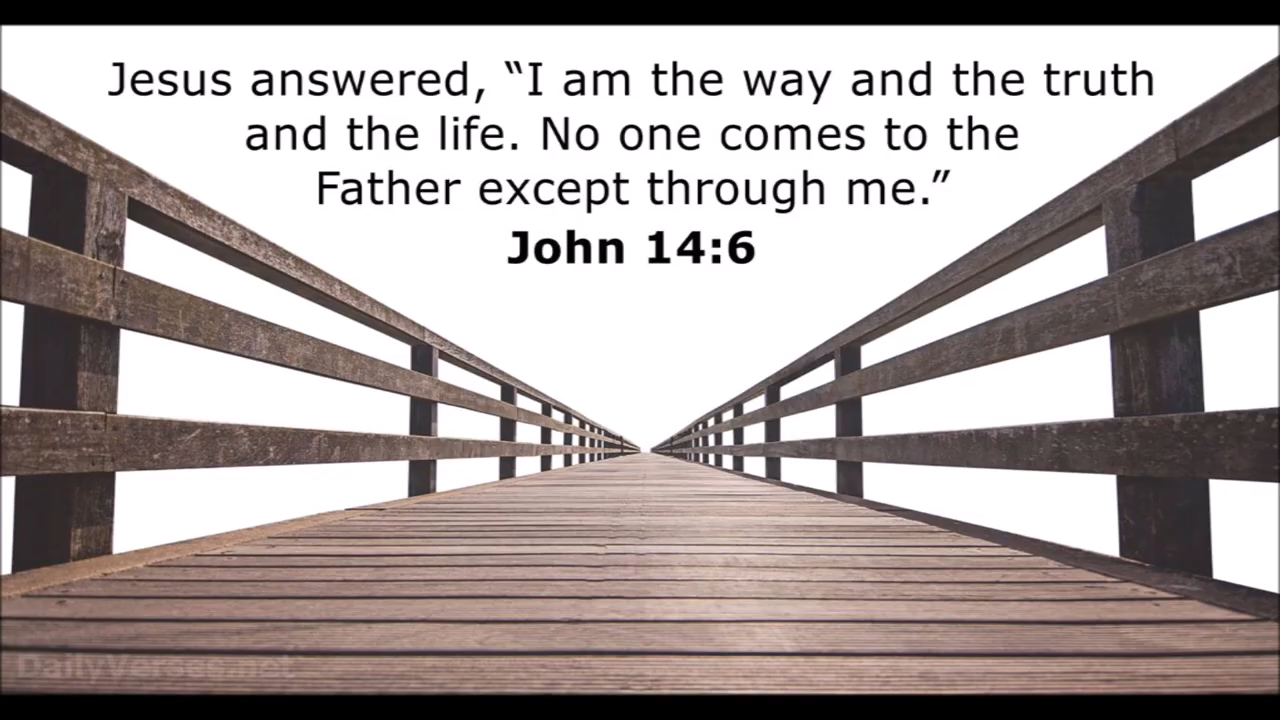 Jesus answered, “I am the way and the truth
and the life. No one comes to the
Father except through me.”
John 14:6
DailyVerses.net